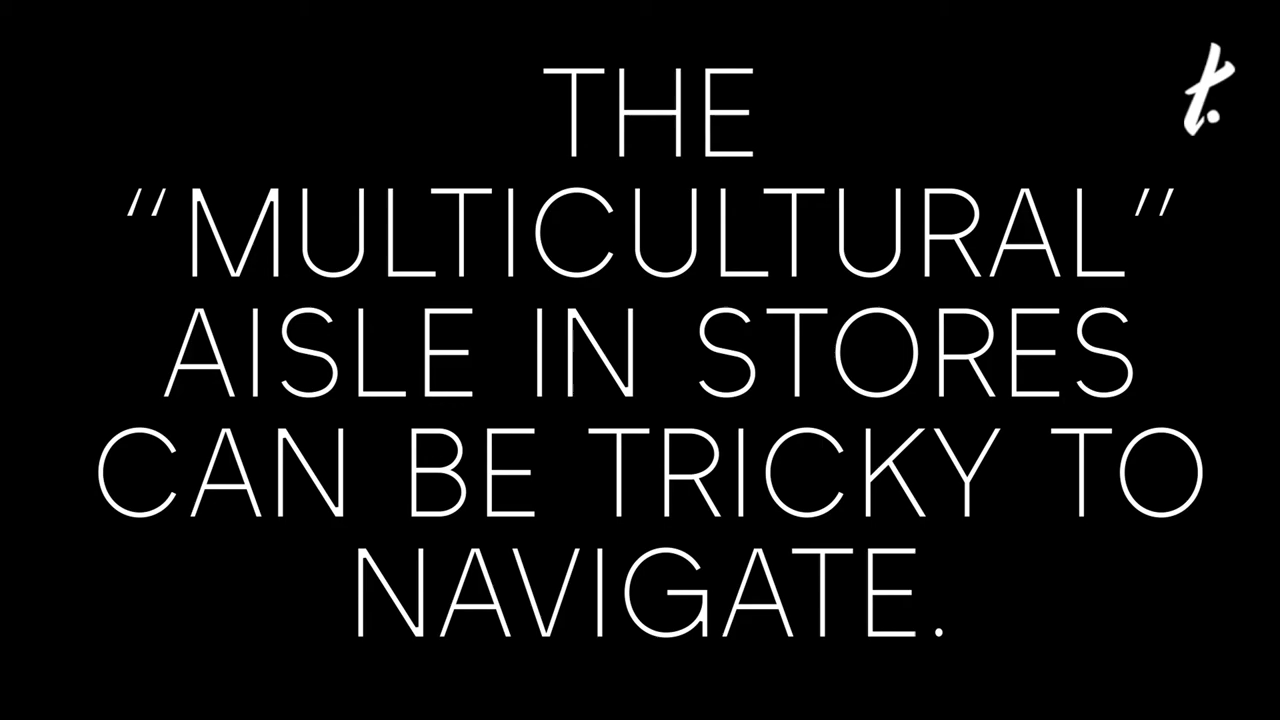 THE
“MULTICULTURAL”
AISLE IN STORES
CAN BE TRICKY TO
NAVIGATE.
t.